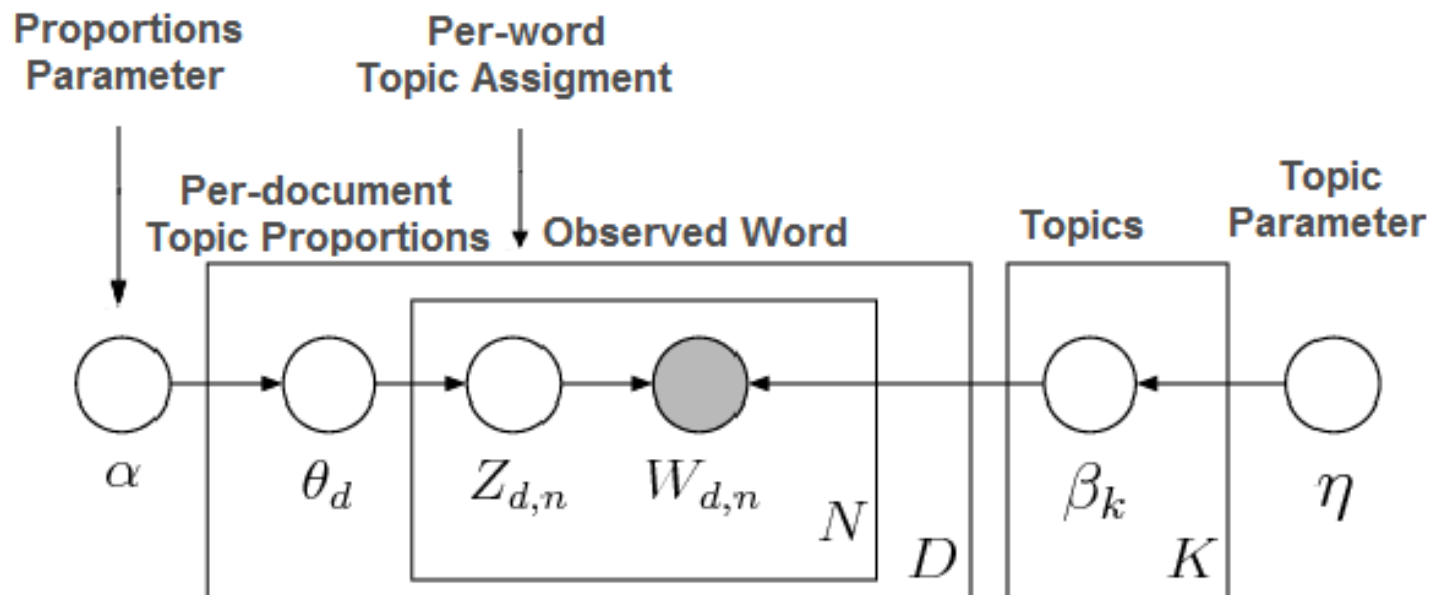 Proportions
Parameter
Per-word
Topic Assigment
Per-document
Topic Proportions
Observed Word
Topics
Topic
Parameter
α
θ_d
Z_{d,n}
W_{d,n}
N
D
β_k
K
η